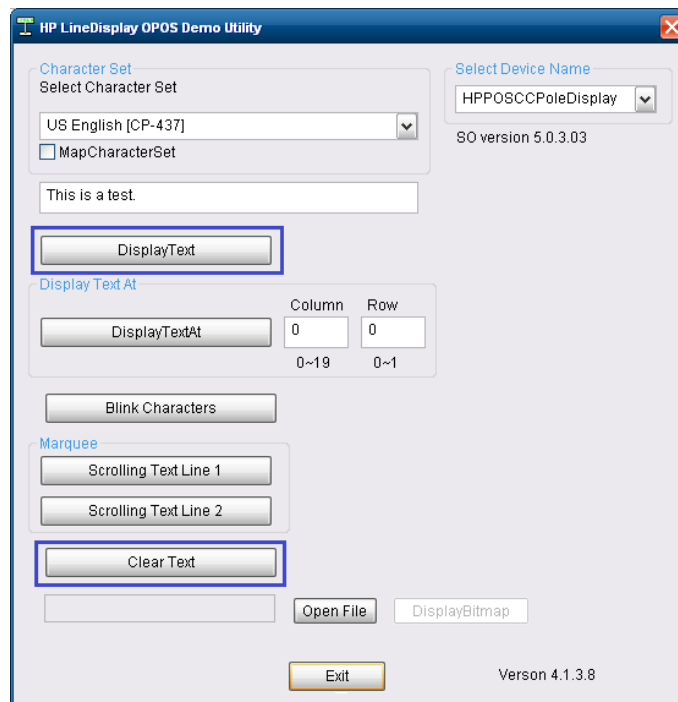 HP LineDisplay OPOS Demo Utility
Character Set
Select Character Set
US English [CP-437]
MapCharacterSet
Select Device Name
HPPOSCCPoleDisplay
SO version 5.0.3.03
This is a test.
DisplayText
Display Text At
Column Row
DisplayTextAt 0 0
0~19 0~1
Blink Characters
Marquee
Scrolling Text Line 1
Scrolling Text Line 2
Clear Text
Open File DisplayBitmap
Exit Verson 4.1.3.8